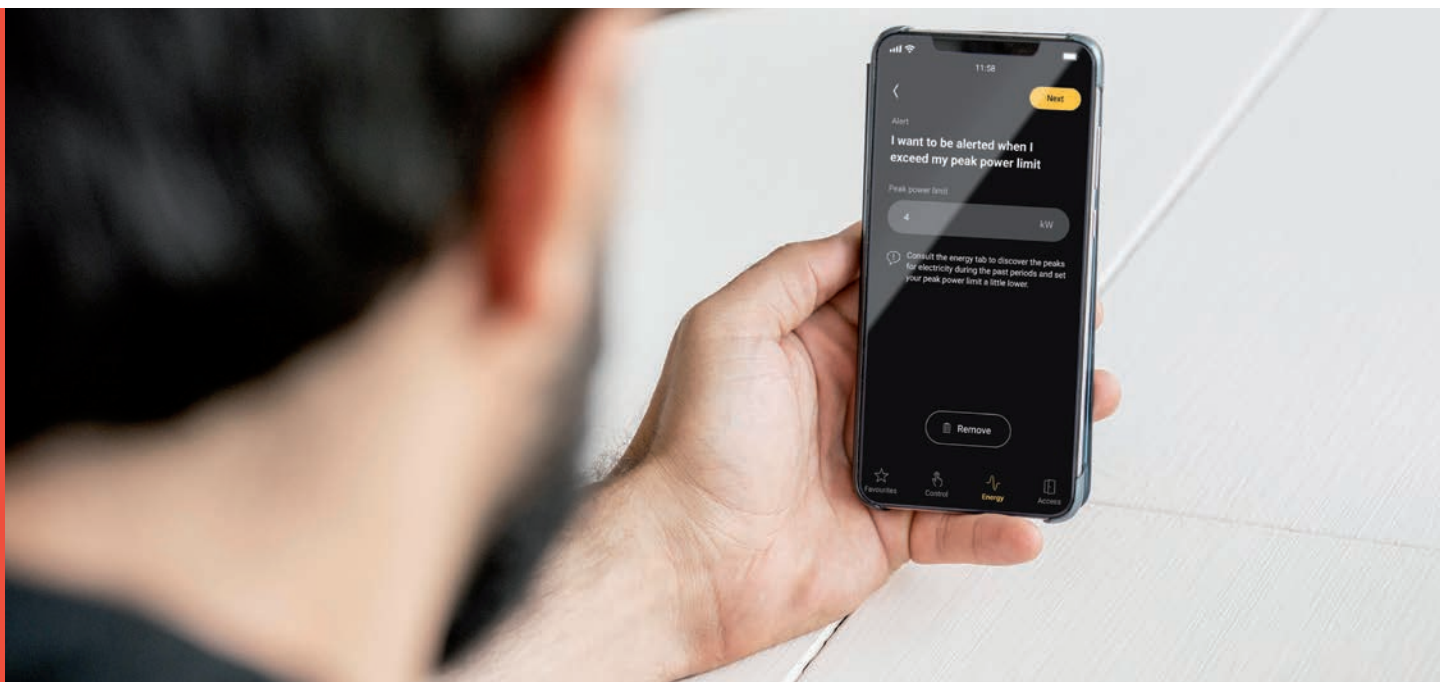 11:58
Next
Alert
I want to be alerted when I
exceed my peak power limit
Peak power limit
4 kW
Consult the energy tab to discover the peaks
for electricity during the past periods and set
your peak power limit a little lower.
Remove
Favourites Control Energy Access